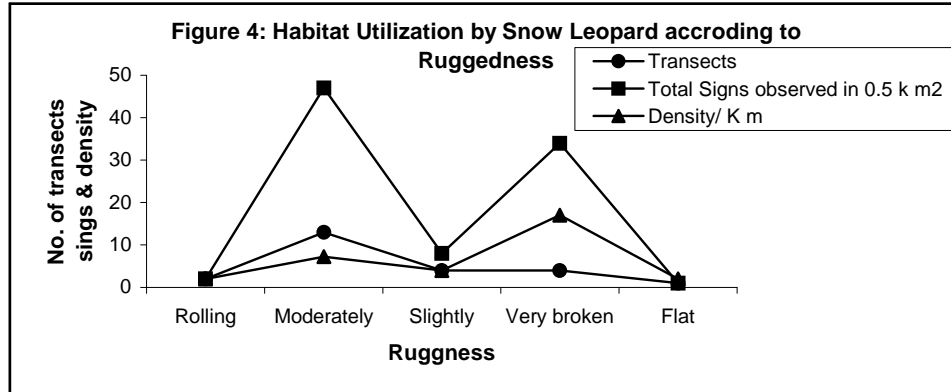 Figure 4: Habitat Utilization by Snow Leopard accroding to
Ruggedness
Transects
Total Signs observed in 0.5 k m2
Density/ K m
No. of transects
sings & density
50
40
30
20
10
0
Rolling Moderately Slightly Very broken Flat
Ruggness